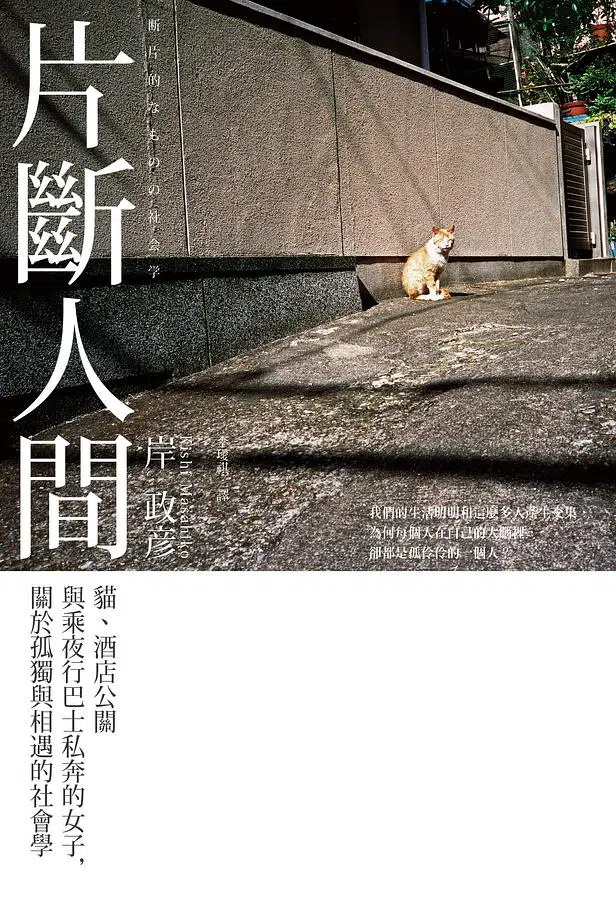 片斷人間
断片的なものの社会学
岸 政彦
Kishi Masahiko
李璦祺 譯
我們的生活明明和這麼多人產生交集
為何每個人在自己的大腦裡
卻都是孤伶伶的一個人？
貓、酒店公關
與乘夜行巴士私奔的女子，
關於孤獨與相遇的社會學